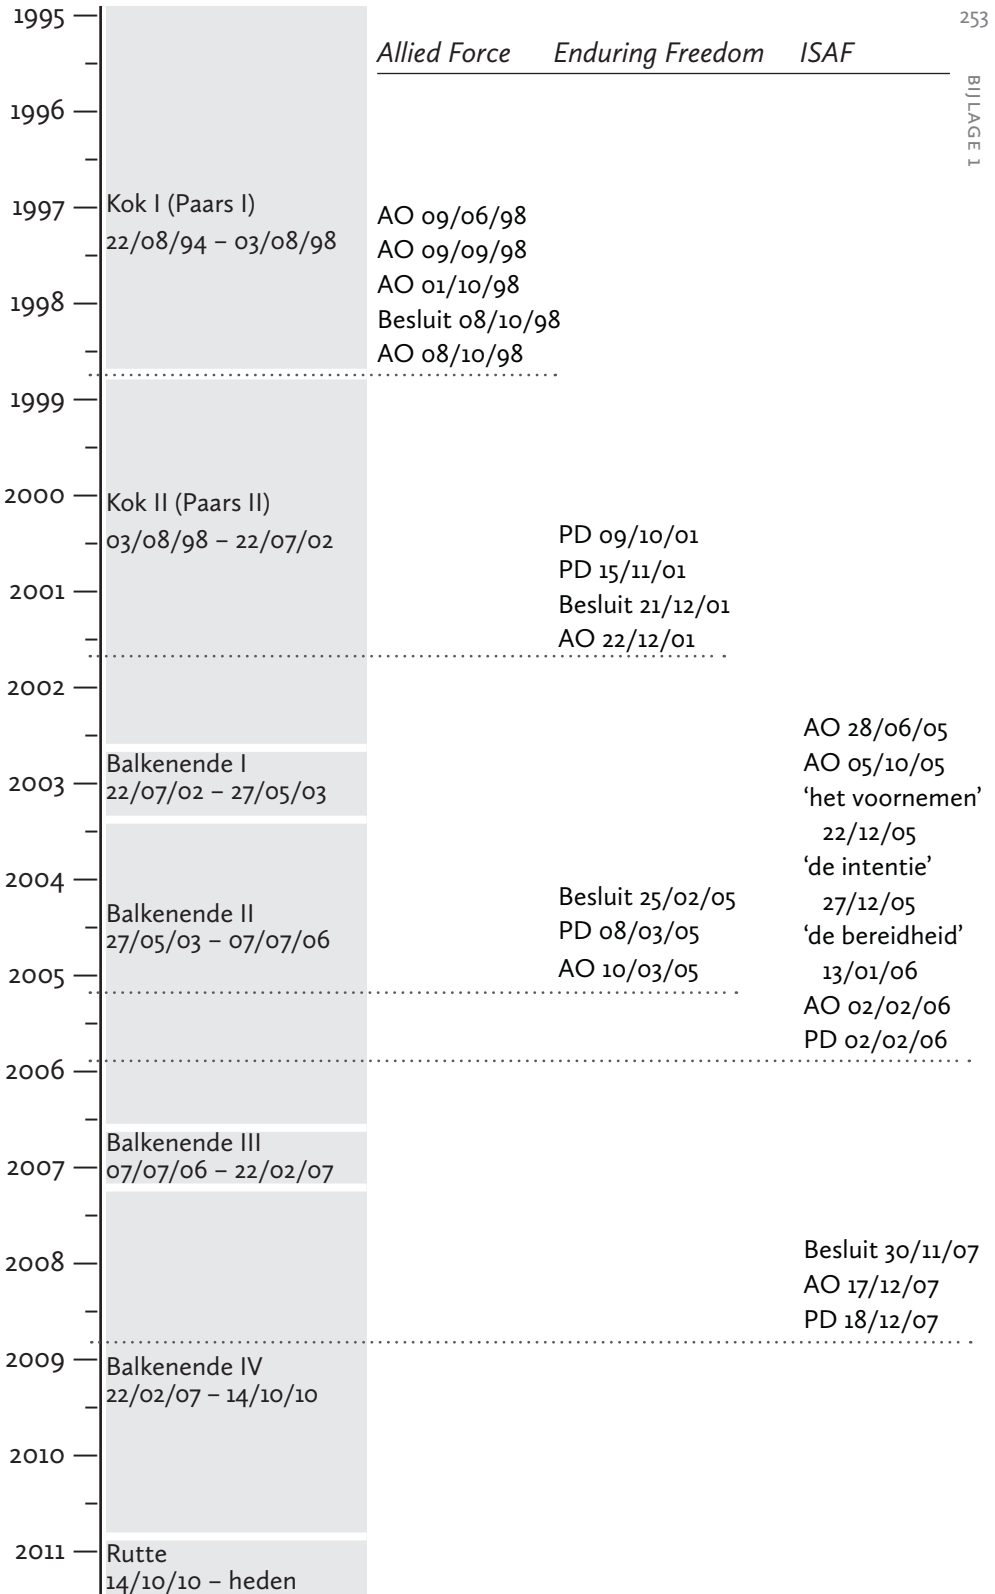 253
BIJLAGE 1
Allied Force Enduring Freedom ISAF
1995
1996
1997
Kok I (Paars I)
22/08/94 – 03/08/98
AO 09/06/98
AO 09/09/98
AO 01/10/98
1998
Besluit 08/10/98
AO 08/10/98
1999
2000
Kok II (Paars II)
03/08/98 – 22/07/02
PD 09/10/01
PD 15/11/01
2001
Besluit 21/12/01
AO 22/12/01
2002
AO 28/06/05
AO 05/10/05
‘het voornemen’
22/12/05
‘de intentie’
27/12/05
‘de bereidheid’
13/01/06
AO 02/02/06
PD 02/02/06
Balkenende I
22/07/02 – 27/05/03
2003
2004
Balkenende II
27/05/03 – 07/07/06
Besluit 25/02/05
PD 08/03/05
AO 10/03/05
2005
2006
Balkenende III
07/07/06 – 22/02/07
2007
2008
Besluit 30/11/07
AO 17/12/07
PD 18/12/07
2009
Balkenende IV
22/02/07 – 14/10/10
2010
2011
Rutte
14/10/10 – heden